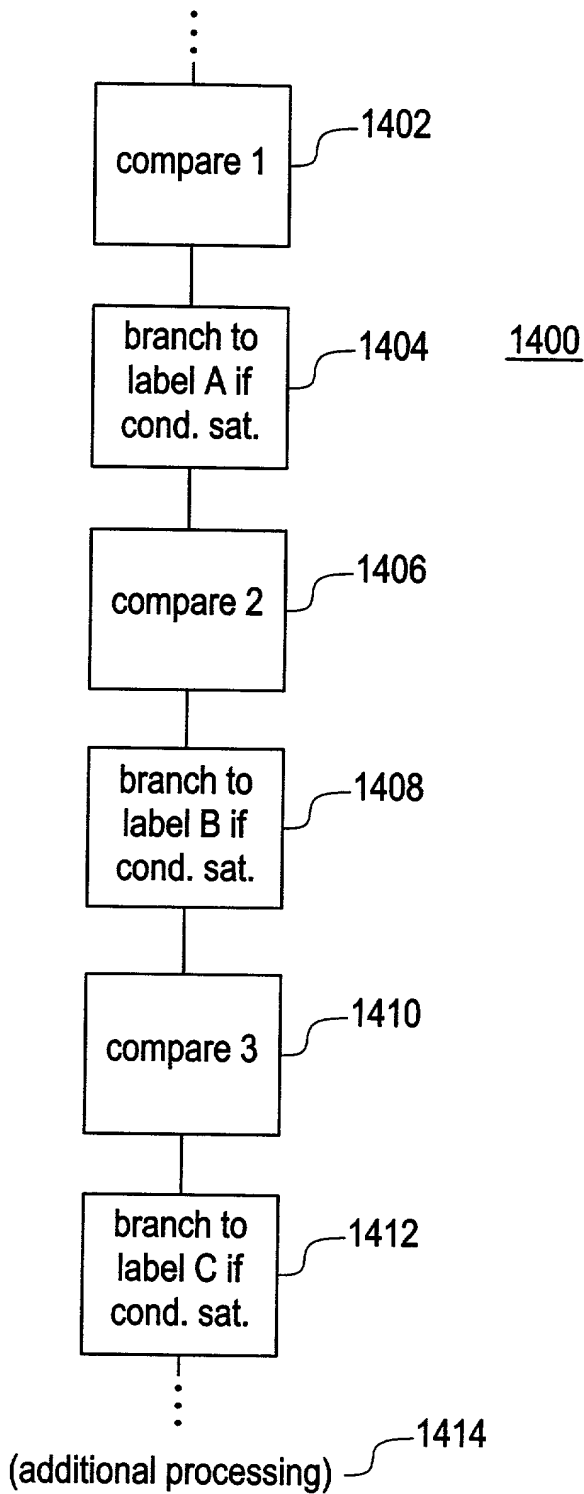 compare 1
1402
branch to
label A if
cond. sat.
1404
1400
compare 2
1406
branch to
label B if
cond. sat.
1408
compare 3
1410
branch to
label C if
cond. sat.
1412
(additional processing)
1414